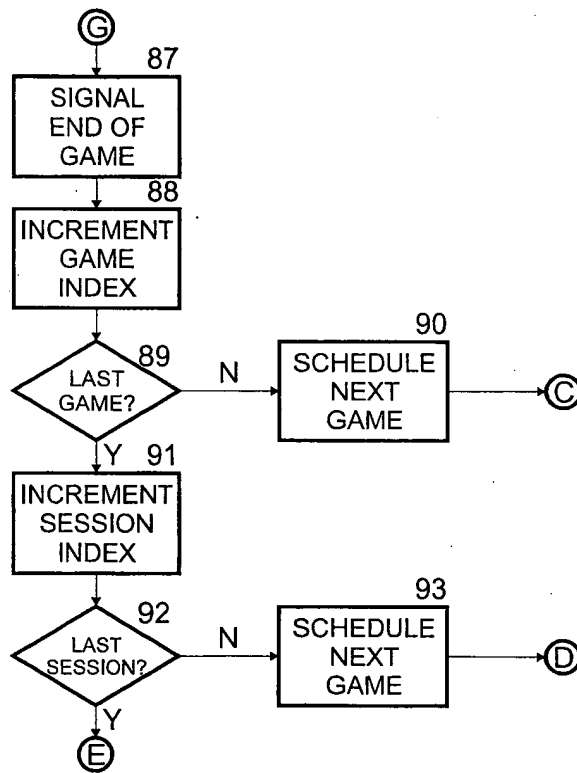 G
87
SIGNAL
END OF
GAME
88
INCREMENT
GAME
INDEX
89
LAST
GAME?
N
90
SCHEDULE
NEXT
GAME
C
Y
91
INCREMENT
SESSION
INDEX
92
LAST
SESSION?
N
93
SCHEDULE
NEXT
GAME
D
Y
E